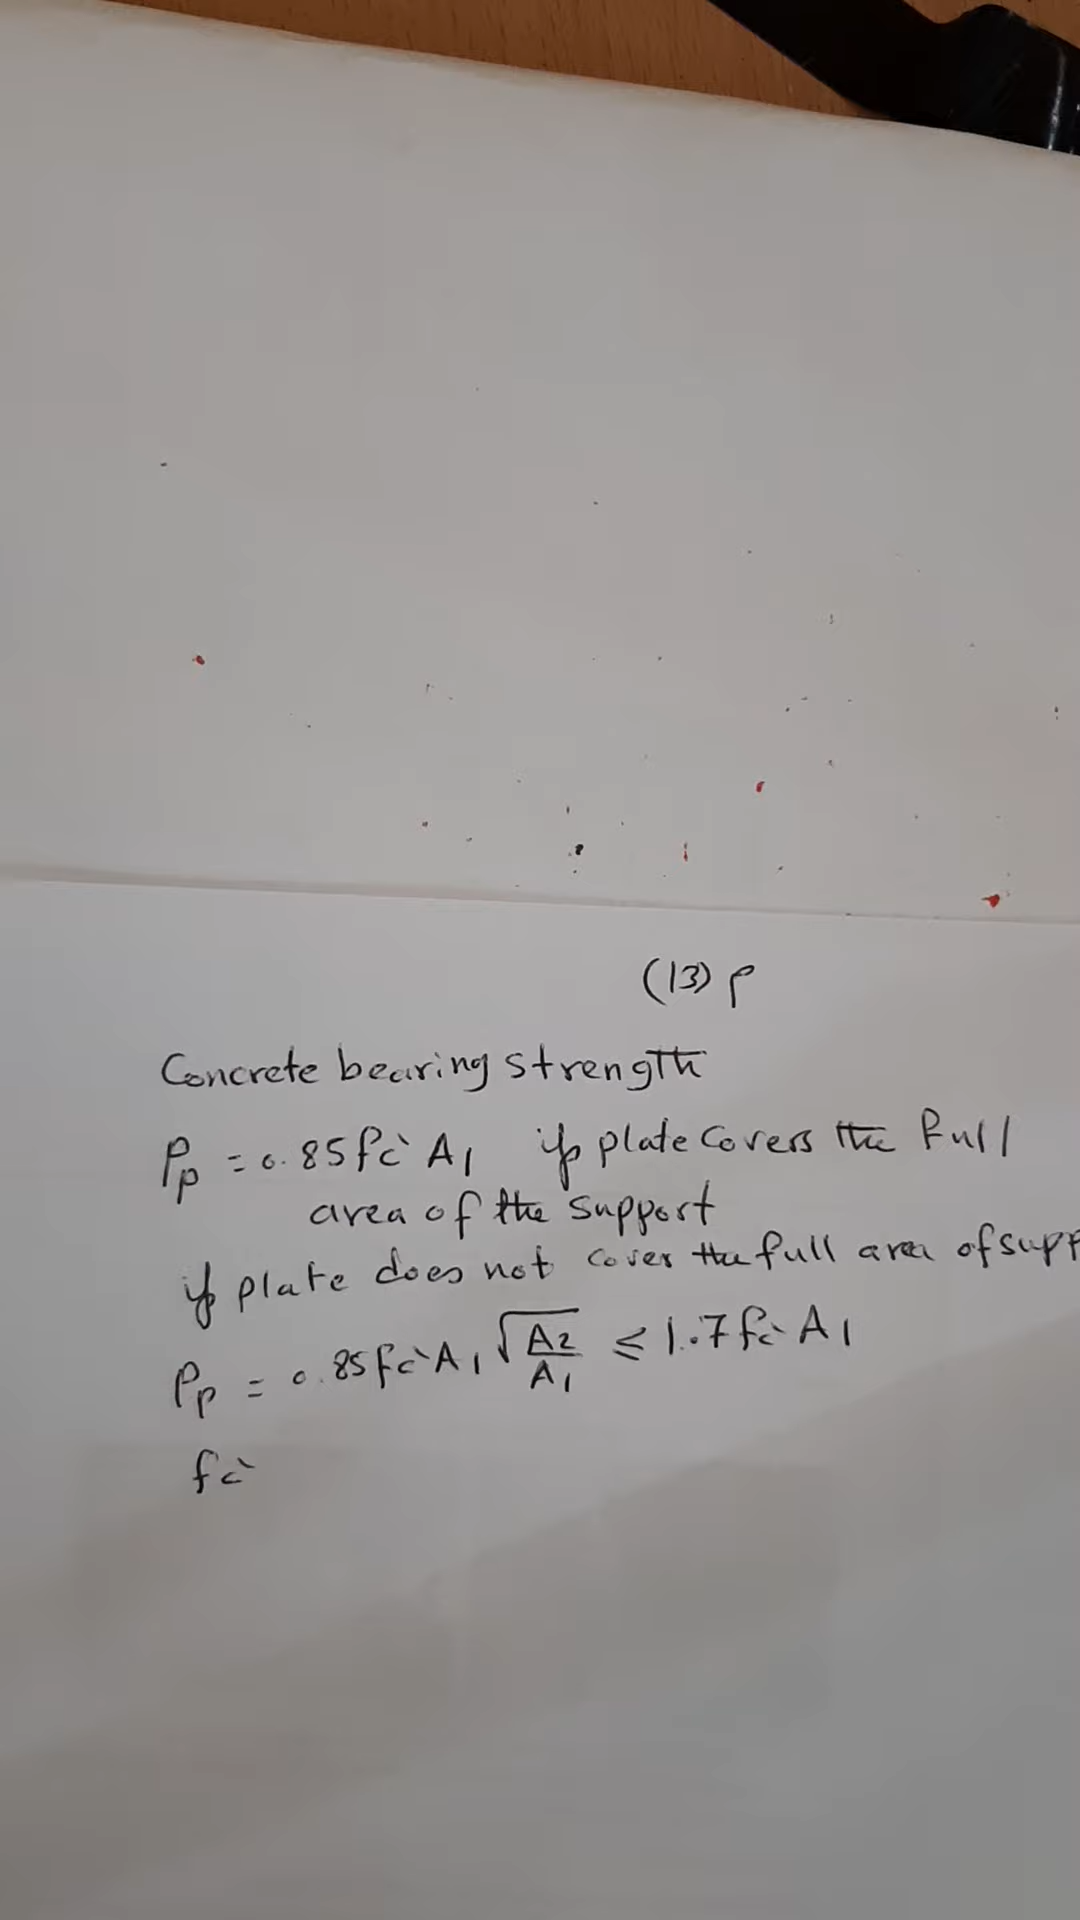 (13) P
Concrete bearing strength
Pp = 0.85 fc' A1 if plate covers the full
area of the support
if plate does not cover the full area of supp
Pp = 0.85 fc' A1 √(A2/A1) ≤ 1.7 fc' A1
fc'